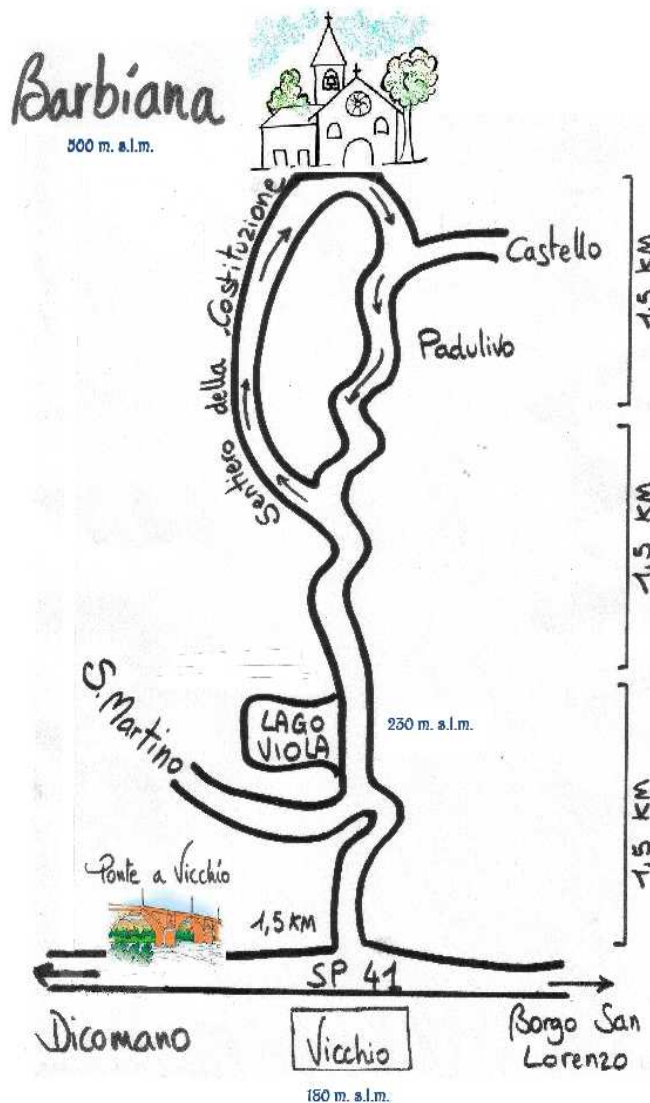 Barbiana
500 m. s.l.m.
Sentiero della Costituzione
Castello
1,5 KM
Padulivo
1,5 KM
S. Martino
LAGO
VIOLA
230 m. s.l.m.
1,5 KM
Ponte a Vicchio
1,5 KM
SP 41
Dicomano
Vicchio
Borgo San
Lorenzo
180 m. s.l.m.